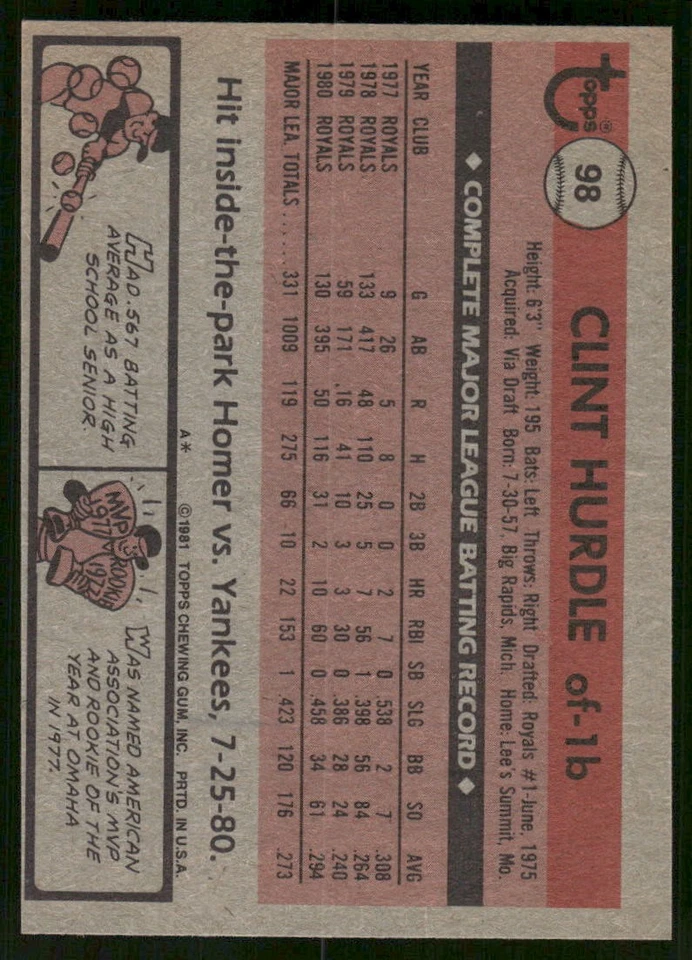 Topps®
98
CLINT HURDLE of-1b
Height: 6'3" Weight: 195 Bats: Left Throws: Right Drafted: Royals #1-June, 1975
Acquired: Via Draft Born: 7-30-57, Big Rapids, Mich. Home: Lee's Summit, Mo.
◆ COMPLETE MAJOR LEAGUE BATTING RECORD ◆
YEAR CLUB G AB R H 2B 3B HR RBI SB SLG BB SO AVG
1977 ROYALS 9 26 5 8 0 0 2 7 0 .538 2 7 .308
1978 ROYALS 133 417 48 110 25 5 7 56 1 .398 56 84 .264
1979 ROYALS 59 171 16 41 10 3 3 30 0 .386 28 24 .240
1980 ROYALS 130 395 50 116 31 2 10 60 0 .458 34 61 .294
MAJOR LEA. TOTALS..... 331 1009 119 275 66 10 22 153 1 .423 120 176 .273
Hit inside-the-park Homer vs. Yankees, 7-25-80.
A* ©1981 TOPPS CHEWING GUM, INC. PRTD. IN U.S.A.
HAD .567 BATTING
AVERAGE AS A HIGH
SCHOOL SENIOR.
MVP
1977
ROOKIE
1977
WAS NAMED AMERICAN
ASSOCIATION'S MVP
AND ROOKIE OF THE
YEAR AT OMAHA
IN 1977.